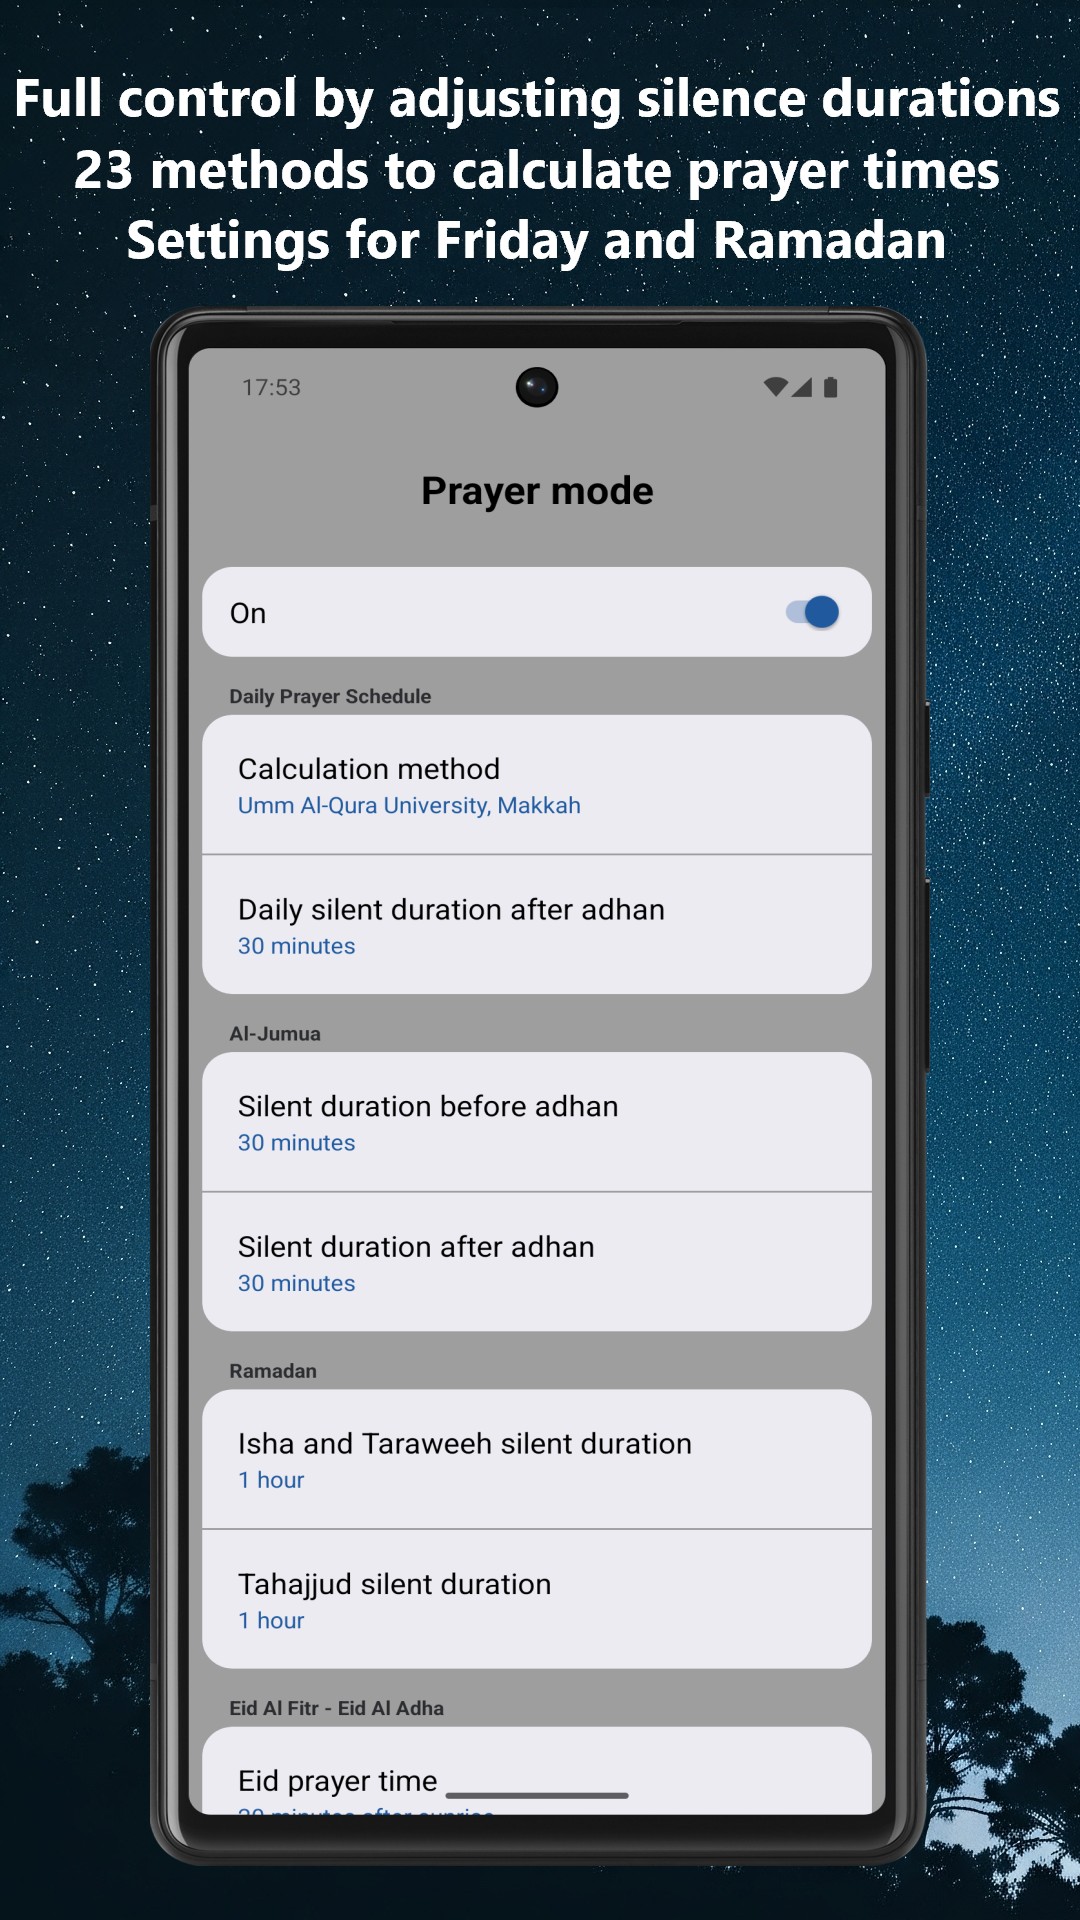 Full control by adjusting silence durations
23 methods to calculate prayer times
Settings for Friday and Ramadan
17:53
Prayer mode
On
Daily Prayer Schedule
Calculation method
Umm Al-Qura University, Makkah
Daily silent duration after adhan
30 minutes
Al-Jumua
Silent duration before adhan
30 minutes
Silent duration after adhan
30 minutes
Ramadan
Isha and Taraweeh silent duration
1 hour
Tahajjud silent duration
1 hour
Eid Al Fitr - Eid Al Adha
Eid prayer time
minutes after sunrise